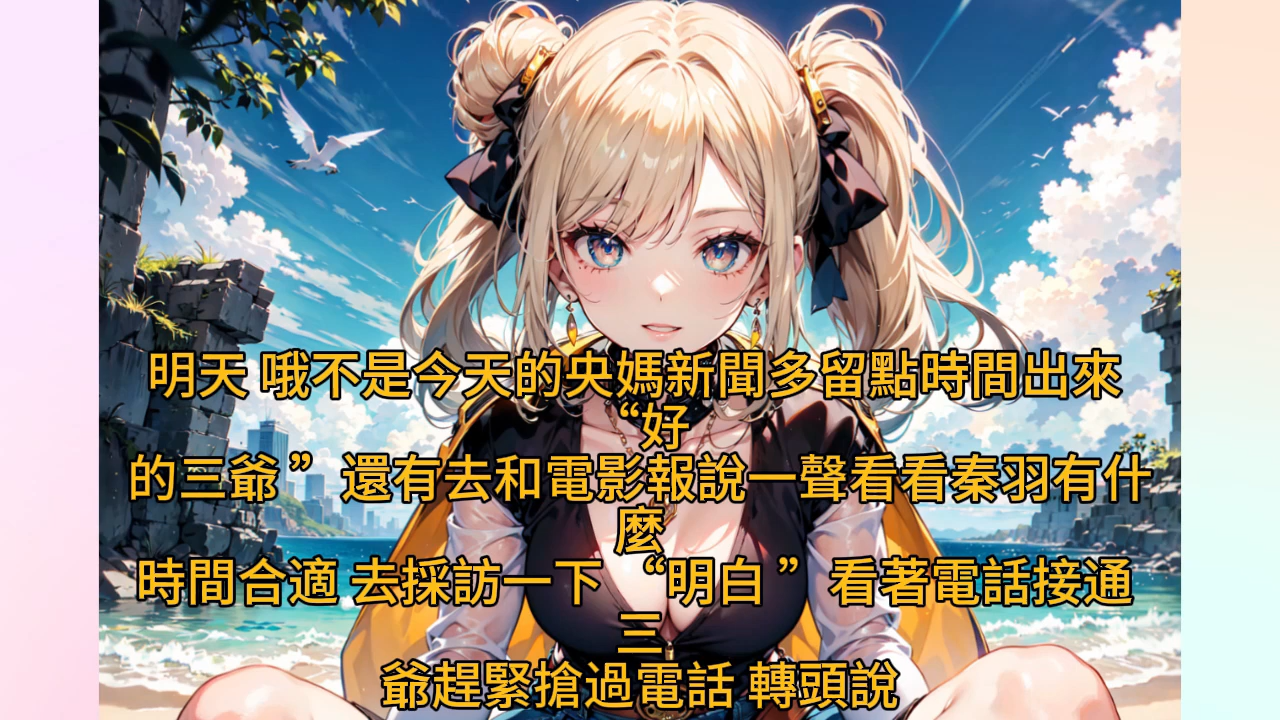 明天 哦不是今天的央媽新聞多留點時間出來
“好
的三爺 ” 還有去和電影報說一聲看看秦羽有什
麼
時間合適 去採訪一下 “明白 ” 看著電話接通
三
爺趕緊搶過電話 轉頭說